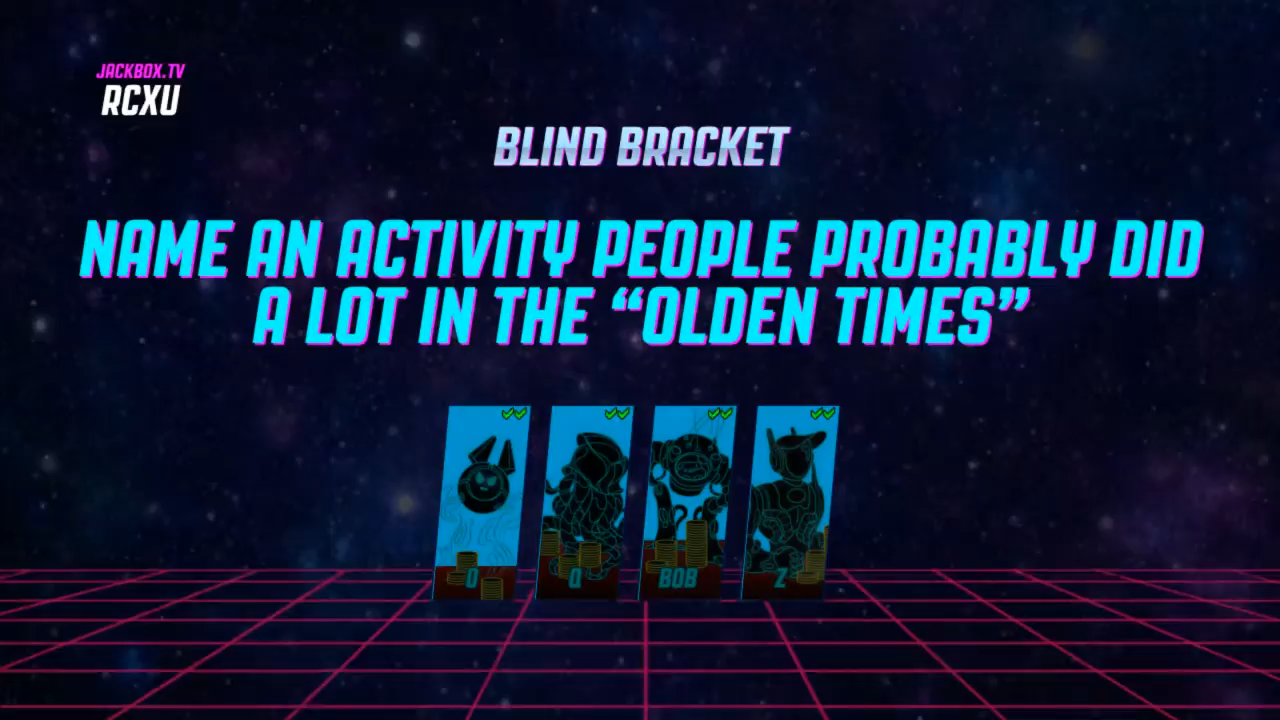 JACKBOX.TV
RCXU
BLIND BRACKET
NAME AN ACTIVITY PEOPLE PROBABLY DID
A LOT IN THE “OLDEN TIMES”
O Q BOB Z